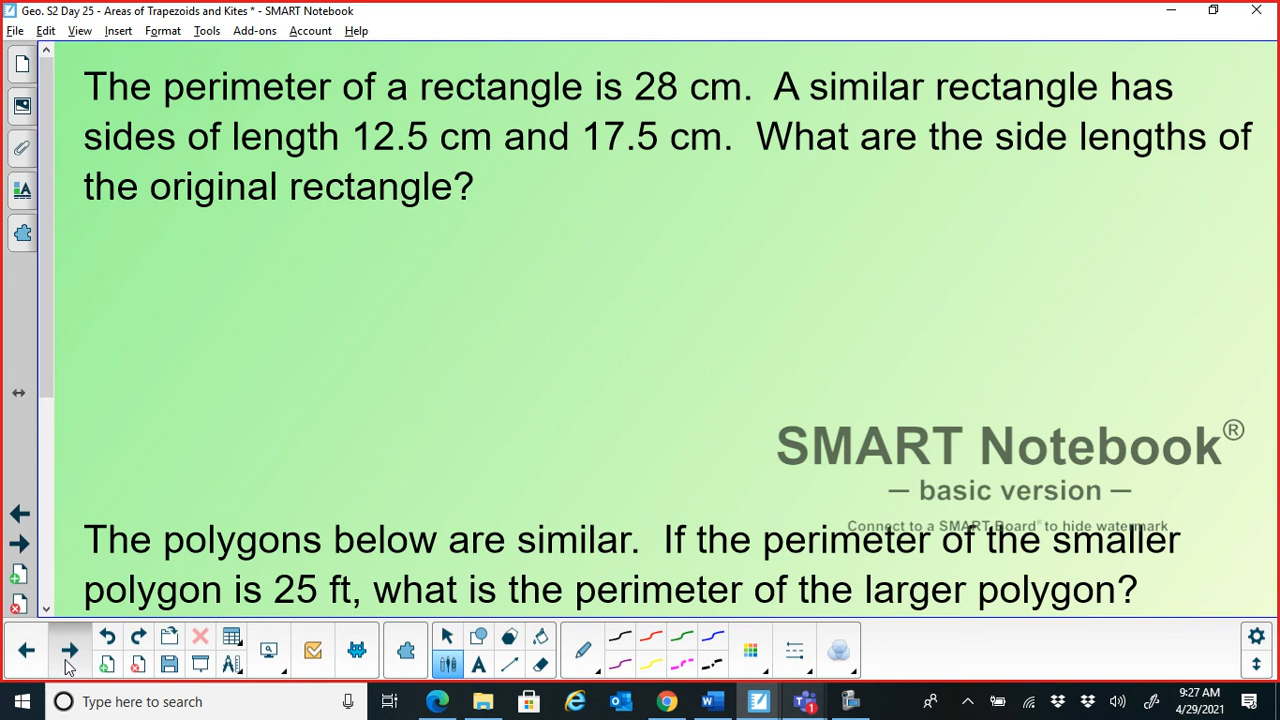 Geo. S2 Day 25 - Areas of Trapezoids and Kites * - SMART Notebook
File Edit View Insert Format Tools Add-ons Account Help
The perimeter of a rectangle is 28 cm. A similar rectangle has
sides of length 12.5 cm and 17.5 cm. What are the side lengths of
the original rectangle?
SMART Notebook®
— basic version —
Connect to a SMART Board® to hide watermark
The polygons below are similar. If the perimeter of the smaller
polygon is 25 ft, what is the perimeter of the larger polygon?
Type here to search
9:27 AM
4/29/2021